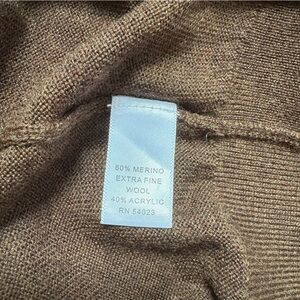 60% MERINO
EXTRA FINE
WOOL
40% ACRYLIC
RN 54023